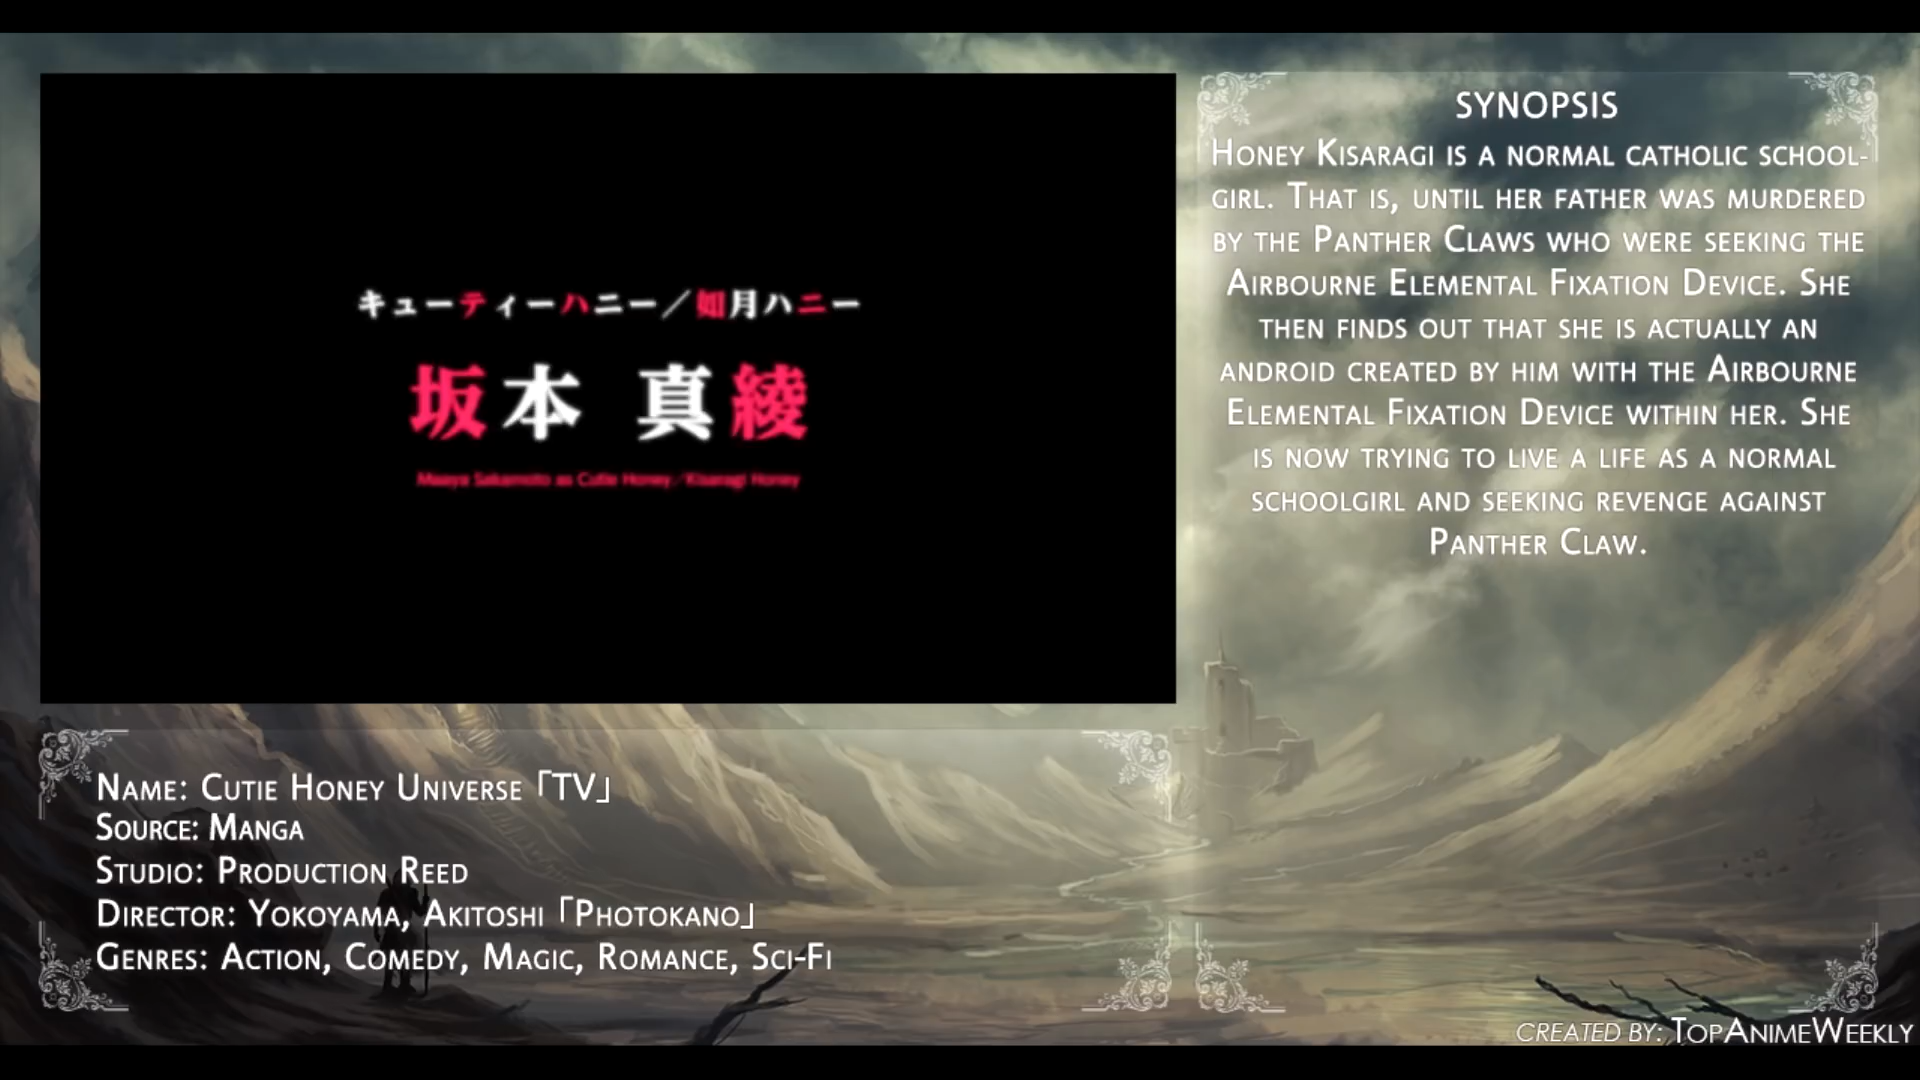 キューティーハニー／如月ハニー
坂本 真綾
Maaya Sakamoto as Cutie Honey／Kisaragi Honey
SYNOPSIS
HONEY KISARAGI IS A NORMAL CATHOLIC SCHOOL-
GIRL. THAT IS, UNTIL HER FATHER WAS MURDERED
BY THE PANTHER CLAWS WHO WERE SEEKING THE
AIRBOURNE ELEMENTAL FIXATION DEVICE. SHE
THEN FINDS OUT THAT SHE IS ACTUALLY AN
ANDROID CREATED BY HIM WITH THE AIRBOURNE
ELEMENTAL FIXATION DEVICE WITHIN HER. SHE
IS NOW TRYING TO LIVE A LIFE AS A NORMAL
SCHOOLGIRL AND SEEKING REVENGE AGAINST
PANTHER CLAW.
NAME: CUTIE HONEY UNIVERSE「TV」
SOURCE: MANGA
STUDIO: PRODUCTION REED
DIRECTOR: YOKOYAMA, AKITOSHI「PHOTOKANO」
GENRES: ACTION, COMEDY, MAGIC, ROMANCE, SCI-FI
CREATED BY: TOPANIMEWEEKLY